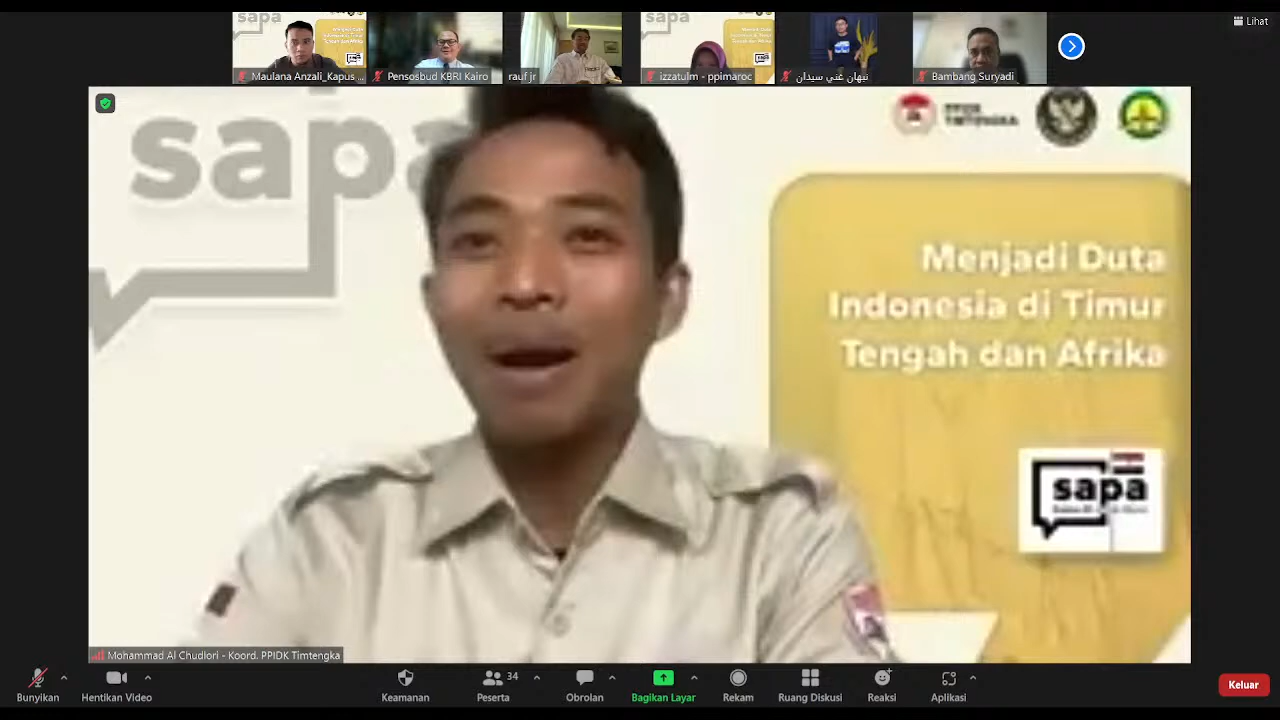 Lihat
sapa
Maulana Anzali_Kapus ...
Pensosbud KBRI Kairo
rauf jr
izzatulm - ppimaroc
نبهان غني سيدان
Bambang Suryadi
sapa
PPIDK
TIMTENGKA
Menjadi Duta
Indonesia di Timur
Tengah dan Afrika
sapa
Mohammad Al Chudlori - Koord. PPIDK Timtengka
Bunyikan
Hentikan Video
Keamanan
34
Peserta
Obrolan
Bagikan Layar
Rekam
Ruang Diskusi
Reaksi
Aplikasi
Keluar